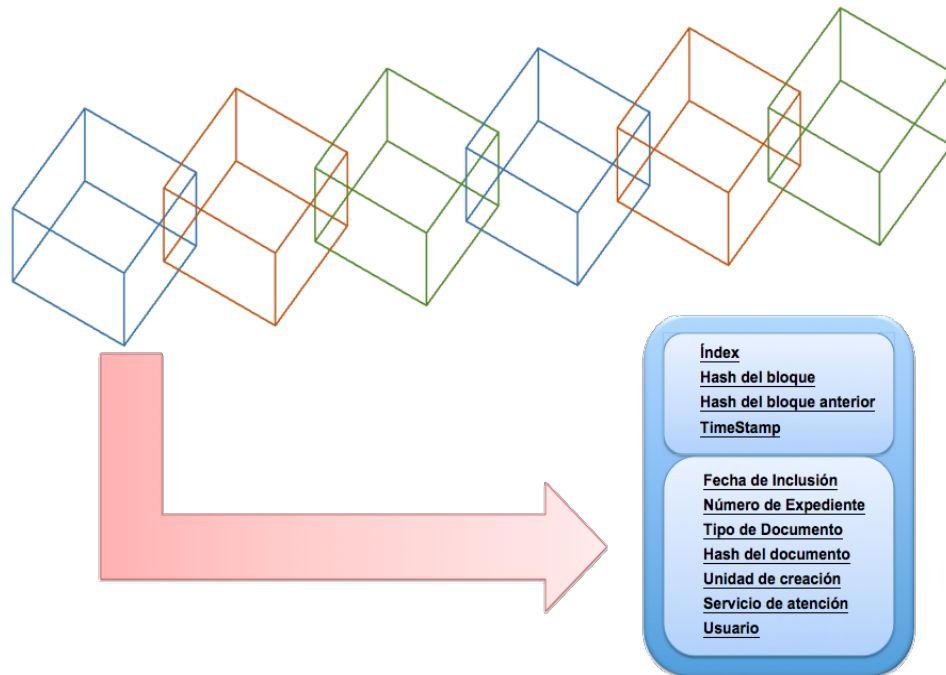 Índex
Hash del bloque
Hash del bloque anterior
TimeStamp
Fecha de Inclusión
Número de Expediente
Tipo de Documento
Hash del documento
Unidad de creación
Servicio de atención
Usuario